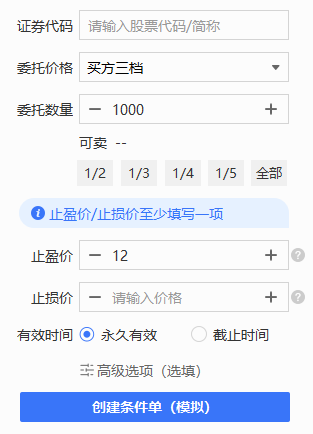 证券代码 请输入股票代码/简称
委托价格 买方三档
委托数量 — 1000 +
可卖 --
1/2 1/3 1/4 1/5 全部
止盈价/止损价至少填写一项
止盈价 — 12 +
止损价 — 请输入价格 +
有效时间 永久有效 截止时间
高级选项（选填）
创建条件单（模拟）